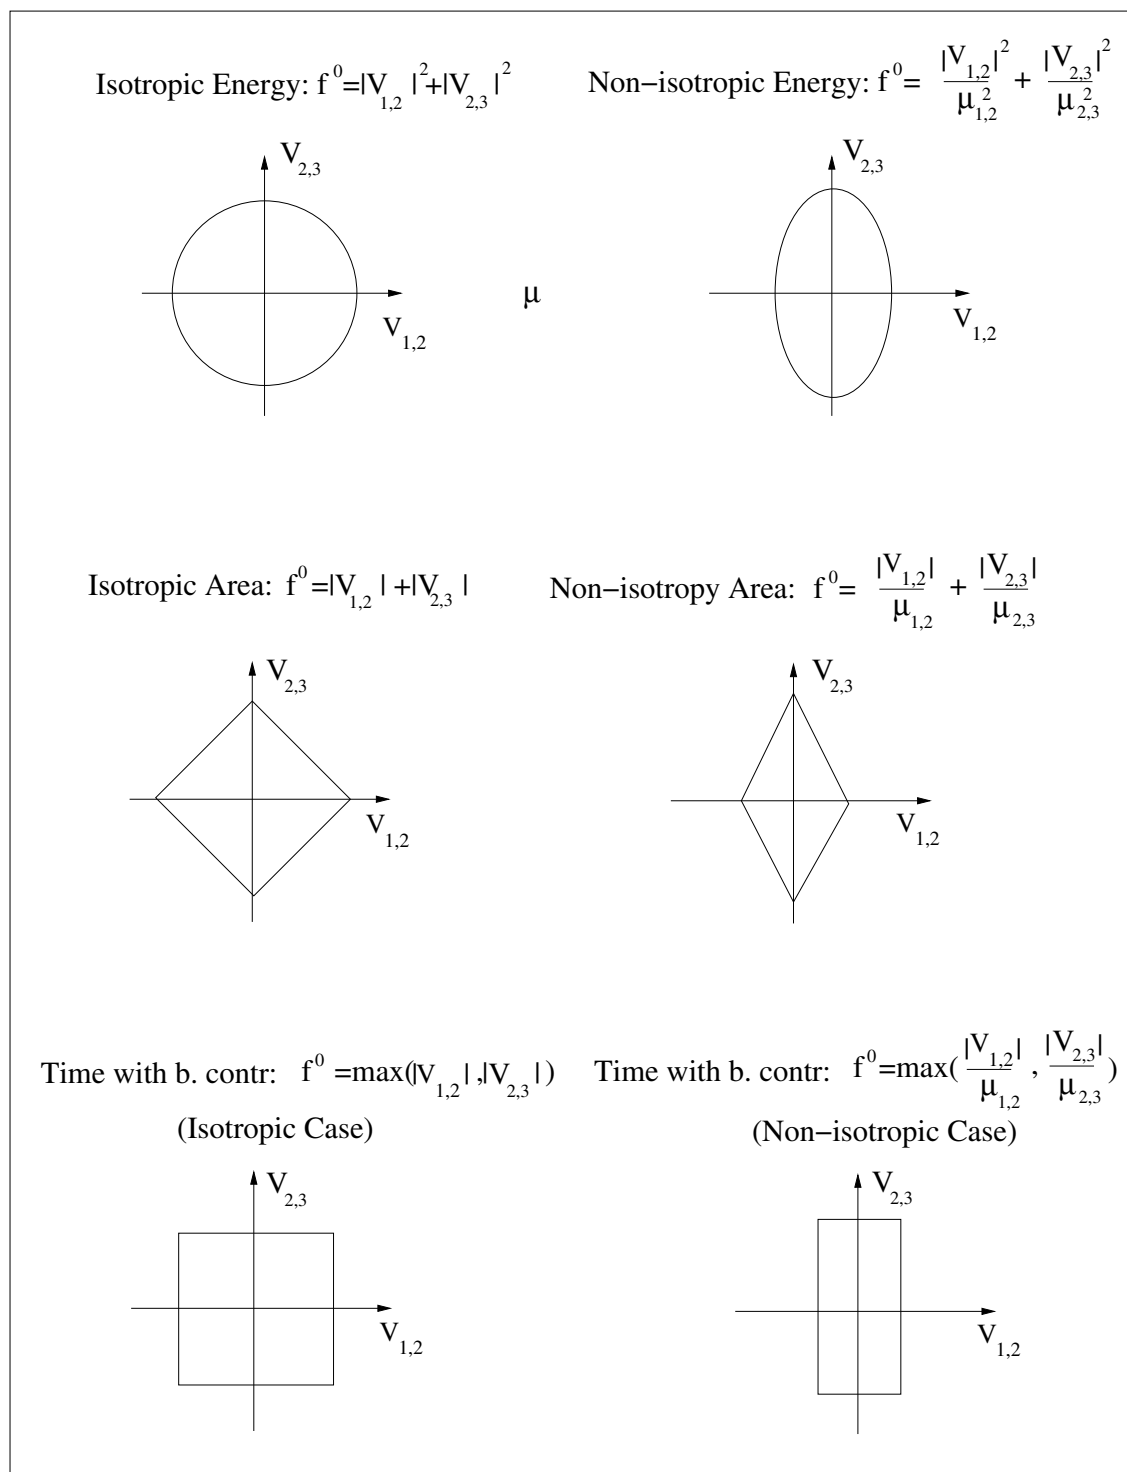 Isotropic Energy: f⁰=|V₁,₂|²+|V₂,₃|²
Non−isotropic Energy: f⁰= |V₁,₂|²/μ²₁,₂ + |V₂,₃|²/μ²₂,₃
V₂,₃
V₁,₂
μ
V₂,₃
V₁,₂
Isotropic Area: f⁰=|V₁,₂|+|V₂,₃|
Non−isotropy Area: f⁰= |V₁,₂|/μ₁,₂ + |V₂,₃|/μ₂,₃
V₂,₃
V₁,₂
V₂,₃
V₁,₂
Time with b. contr: f⁰=max(|V₁,₂|,|V₂,₃|)
(Isotropic Case)
Time with b. contr: f⁰=max(|V₁,₂|/μ₁,₂, |V₂,₃|/μ₂,₃)
(Non−isotropic Case)
V₂,₃
V₁,₂
V₂,₃
V₁,₂